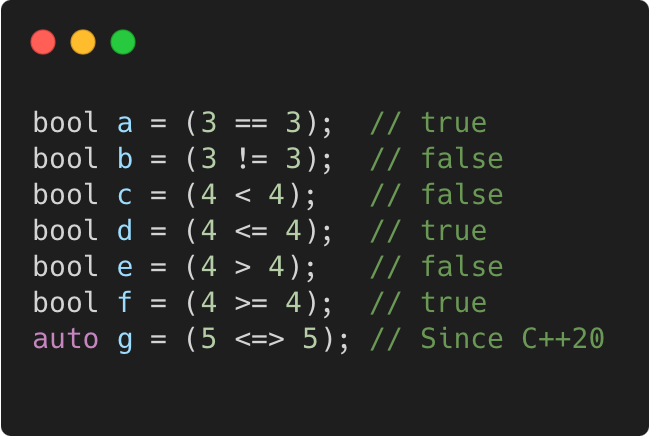 bool a = (3 == 3);  // true
bool b = (3 != 3);  // false
bool c = (4 < 4);   // false
bool d = (4 <= 4);  // true
bool e = (4 > 4);   // false
bool f = (4 >= 4);  // true
auto g = (5 <=> 5); // Since C++20